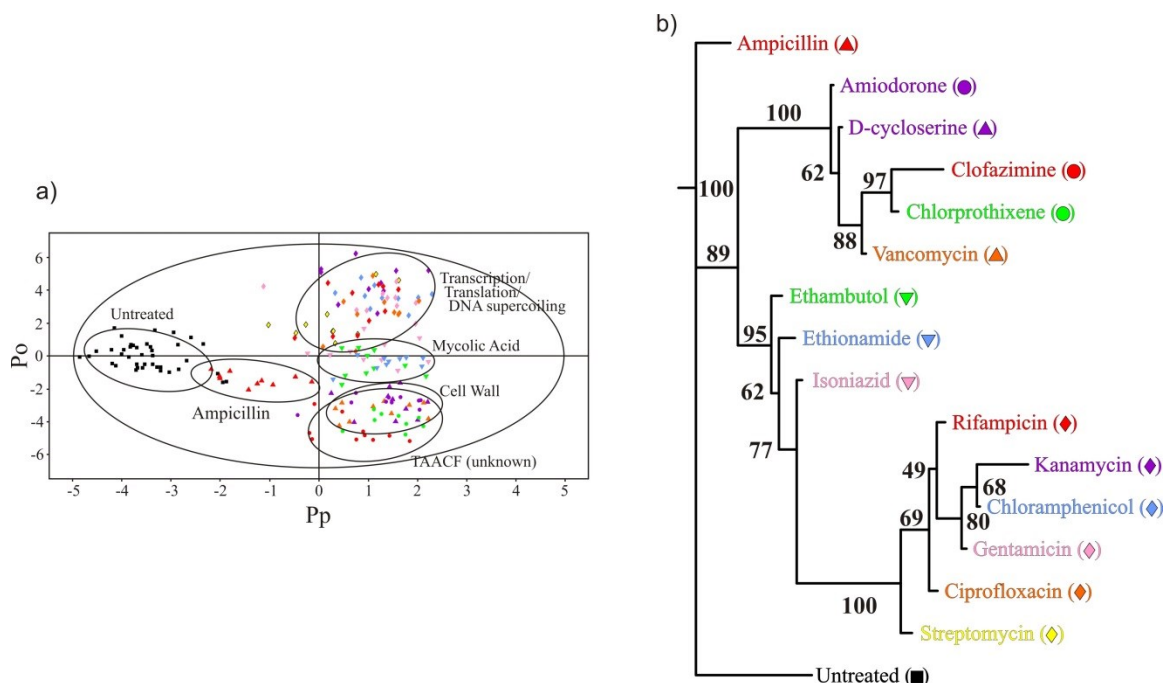 a)
Untreated
Ampicillin
Transcription/
Translation/
DNA supercoiling
Mycolic Acid
Cell Wall
TAACF (unknown)
Po
6
4
2
0
-2
-4
-6
-5 -4 -3 -2 -1 0 1 2 3 4 5
Pp
b)
Ampicillin (▲)
Amiodorone (●)
100
D-cycloserine (▲)
62
Clofazimine (●)
97
100
Chlorprothixene (●)
88
Vancomycin (▲)
89
Ethambutol (▼)
95
Ethionamide (▼)
62
Isoniazid (▼)
Rifampicin (♦)
77
49
Kanamycin (♦)
68
Chloramphenicol (♦)
69
80
Gentamicin (♦)
Ciprofloxacin (♦)
100
Streptomycin (♦)
Untreated (■)